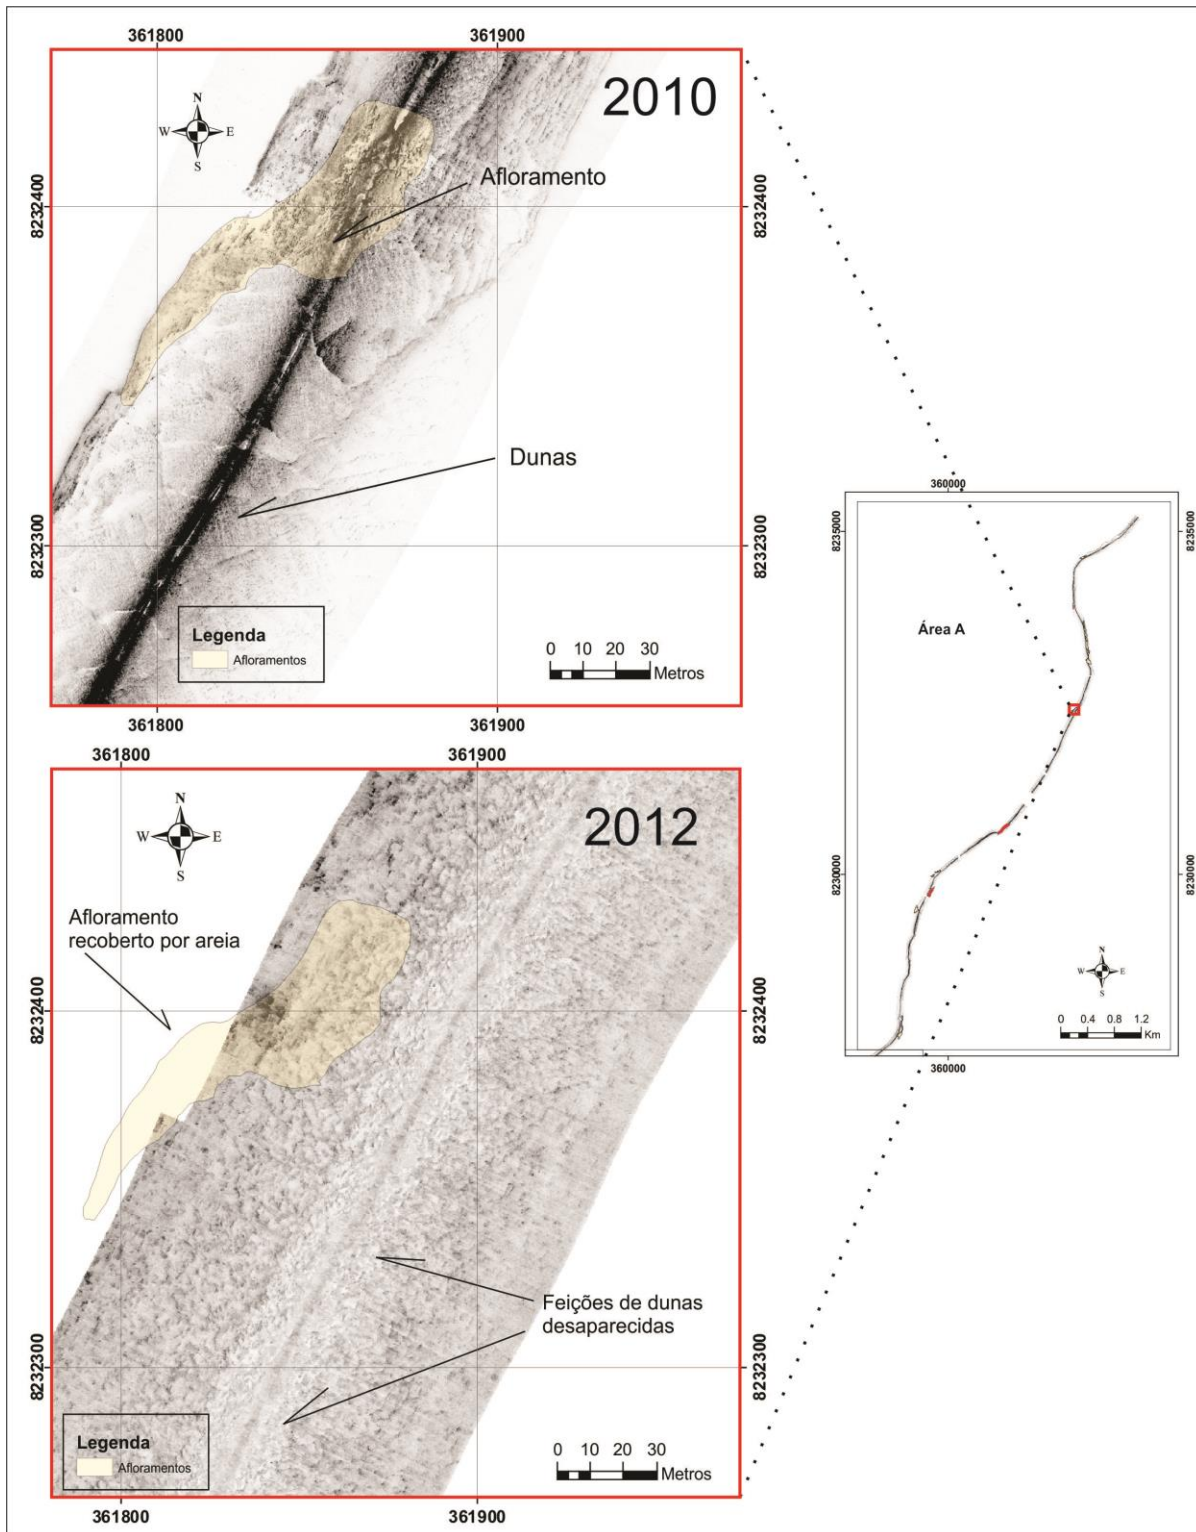 361800
361900
2010
N
W
E
S
Afloramento
8232400
8232400
Dunas
8232300
8232300
Legenda
Afloramentos
0 10 20 30
Metros
361800
361900
361800
361900
2012
N
W
E
S
Afloramento
recoberto por areia
8232400
8232400
Feições de dunas
desaparecidas
8232300
8232300
Legenda
Afloramentos
0 10 20 30
Metros
361800
361900
360000
8235000
8235000
Área A
8230000
8230000
N
W
E
S
0 0.4 0.8 1.2
Km
360000